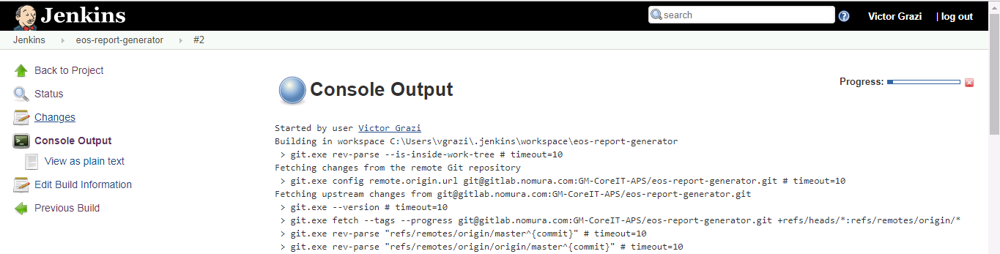 Jenkins
search
?
Victor Grazi | log out
Jenkins eos-report-generator #2
Back to Project
Status
Changes
Console Output
View as plain text
Edit Build Information
Previous Build
Console Output
Progress:
Started by user Victor Grazi
Building in workspace C:\Users\vgrazi\.jenkins\workspace\eos-report-generator
> git.exe rev-parse --is-inside-work-tree # timeout=10
Fetching changes from the remote Git repository
> git.exe config remote.origin.url git@gitlab.nomura.com:GM-CoreIT-APS/eos-report-generator.git # timeout=10
Fetching upstream changes from git@gitlab.nomura.com:GM-CoreIT-APS/eos-report-generator.git
> git.exe --version # timeout=10
> git.exe fetch --tags --progress git@gitlab.nomura.com:GM-CoreIT-APS/eos-report-generator.git +refs/heads/*:refs/remotes/origin/*
> git.exe rev-parse "refs/remotes/origin/master^{commit}" # timeout=10
> git.exe rev-parse "refs/remotes/origin/origin/master^{commit}" # timeout=10